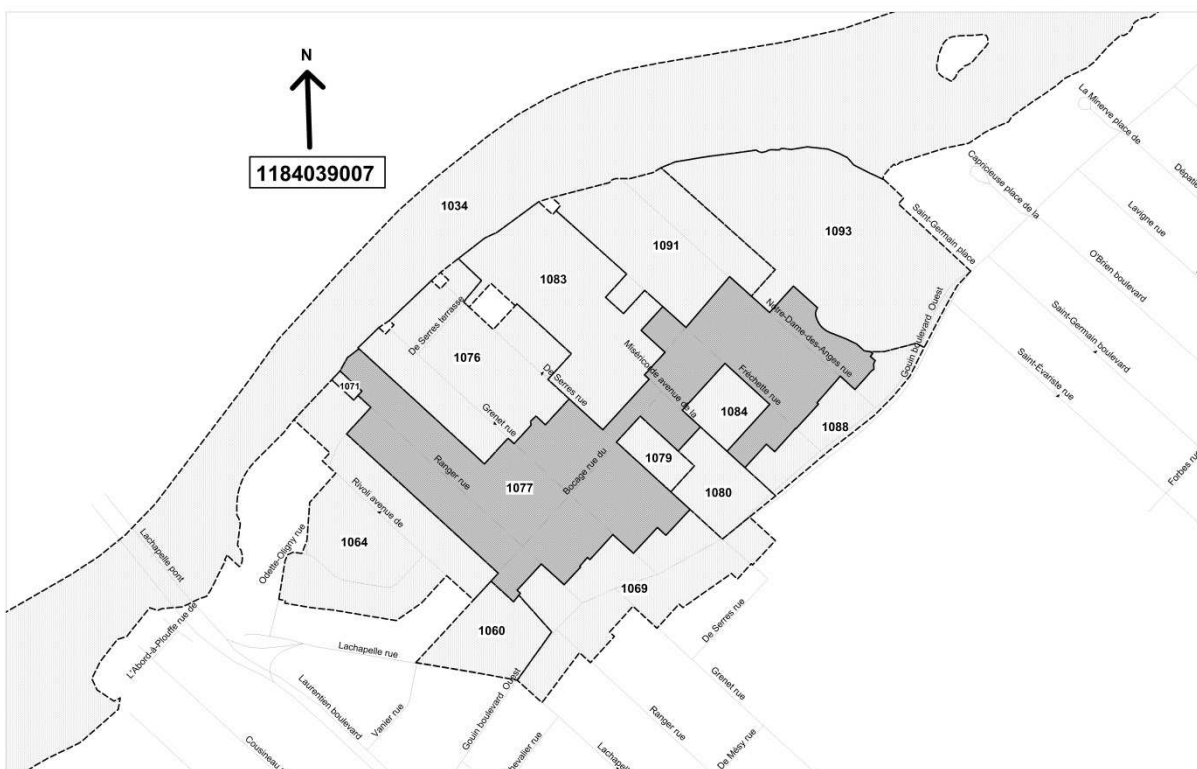 N
1184039007
1034
La Minerve place de
Capricieuse place de la
Lavigne rue
1093
Saint-Germain place
O'Brien boulevard
1091
1083
Gouin boulevard Ouest
Saint-Germain boulevard
De Serres terrasse
Notre-Dame-des-Anges rue
1076
Miséricorde avenue de la
Saint-Evariste rue
De Serres rue
Fréchette rue
1071
1084
Grenet rue
1088
Ranger rue
Bocage rue du
1079
1077
1080
Rivoli avenue de
Lachapelle pont
Odette-Oligny rue
1064
1069
L'Abord-à-Plouffe rue de
1060
De Serres rue
Lachapelle rue
Laurentien boulevard
Vanier rue
Gouin boulevard Ouest
Grenet rue
Ranger rue
De Mésy rue
Cousineau